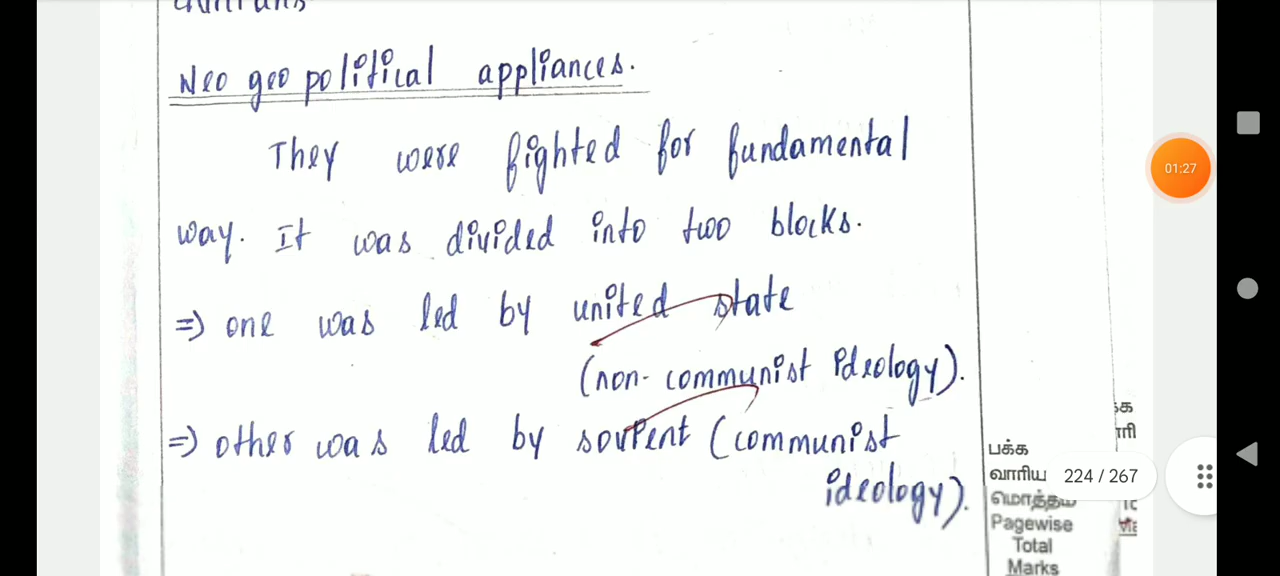 Neo geo political appliances.
They were fighted for fundamental
way. It was divided into two blocks.
=> one was led by united state
(non-communist ideology).
=> other was led by (communist
ideology).
01:27
224 / 267
பக்க
வாரிய
மொத்தம்
Pagewise
Total
Marks